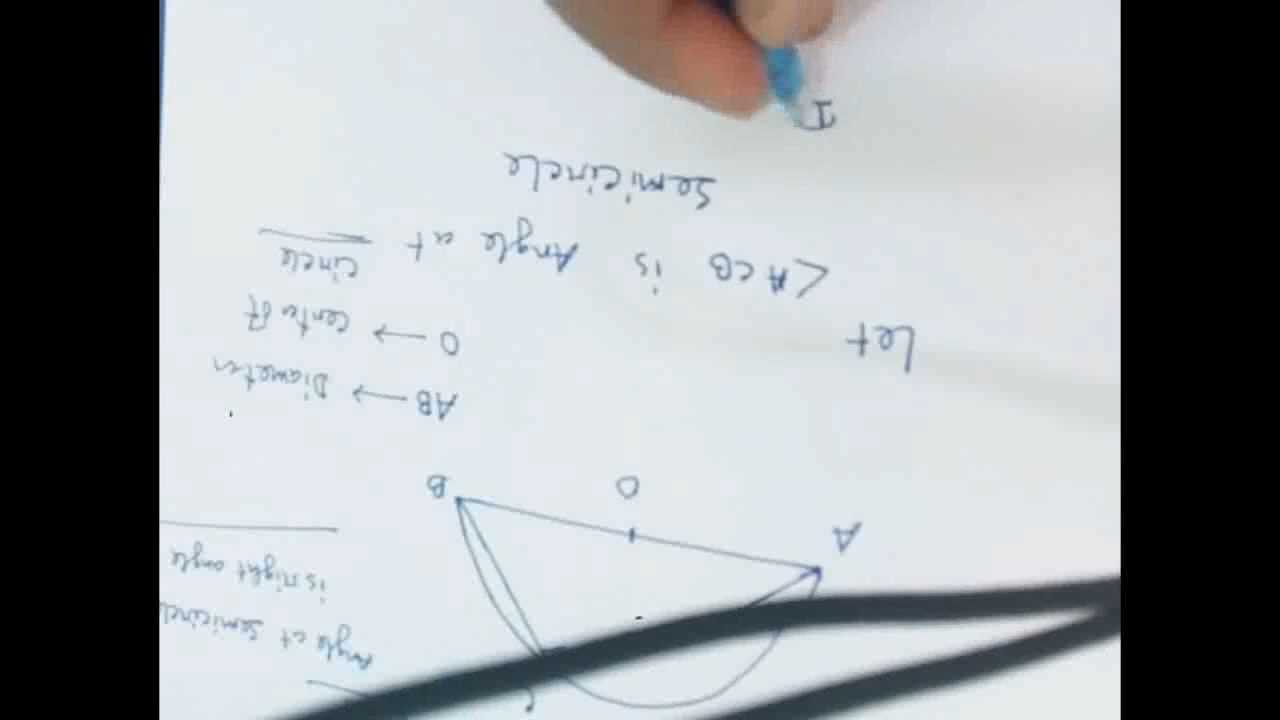 Angle at semicircle
is right angle
C
A
O
B
AB → Diameter
O → centre of
circle
Let
∠ACB is Angle at
semicircle
I